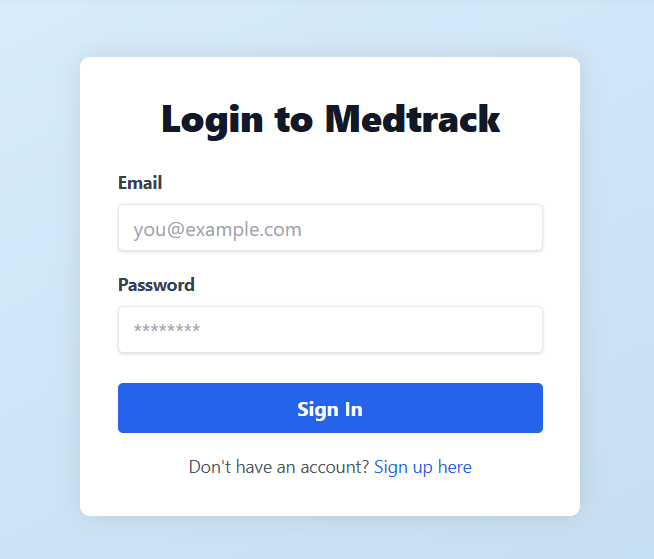 Login to Medtrack
Email
you@example.com
Password
********
Sign In
Don't have an account? Sign up here